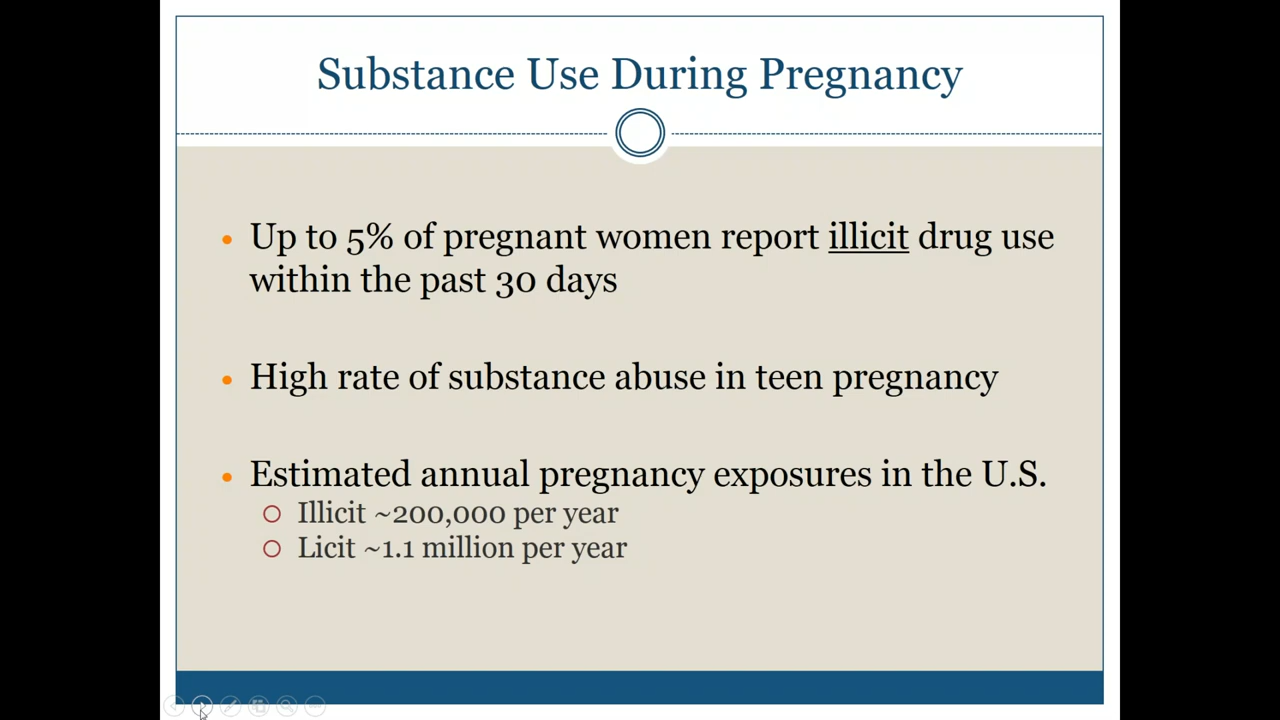 Substance Use During Pregnancy
• Up to 5% of pregnant women report illicit drug use
within the past 30 days
• High rate of substance abuse in teen pregnancy
• Estimated annual pregnancy exposures in the U.S.
○ Illicit ~200,000 per year
○ Licit ~1.1 million per year